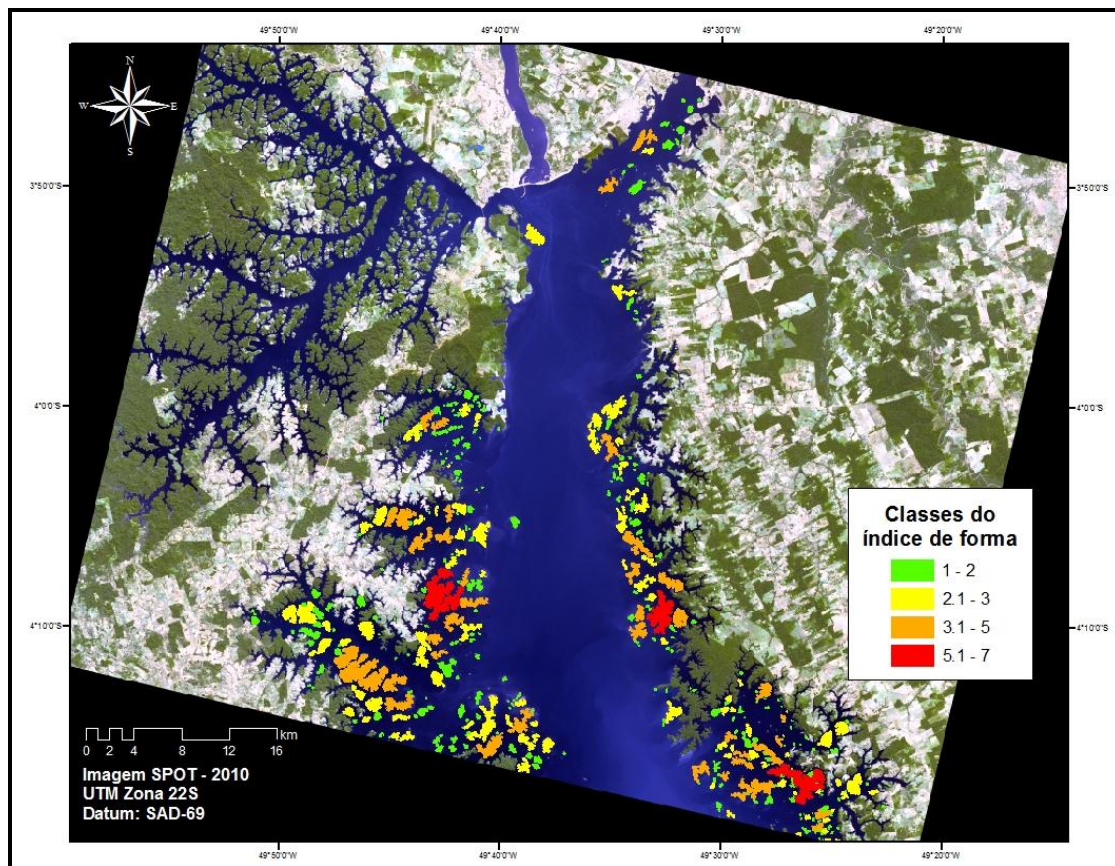 49°50'0"W
49°40'0"W
49°30'0"W
49°20'0"W
N
W
E
S
3°50'0"S
3°50'0"S
4°0'0"S
4°0'0"S
Classes do
índice de forma
1 - 2
2.1 - 3
3.1 - 5
5.1 - 7
4°10'0"S
4°10'0"S
km
0 2 4 8 12 16
Imagem SPOT - 2010
UTM Zona 22S
Datum: SAD-69
49°50'0"W
49°40'0"W
49°30'0"W
49°20'0"W